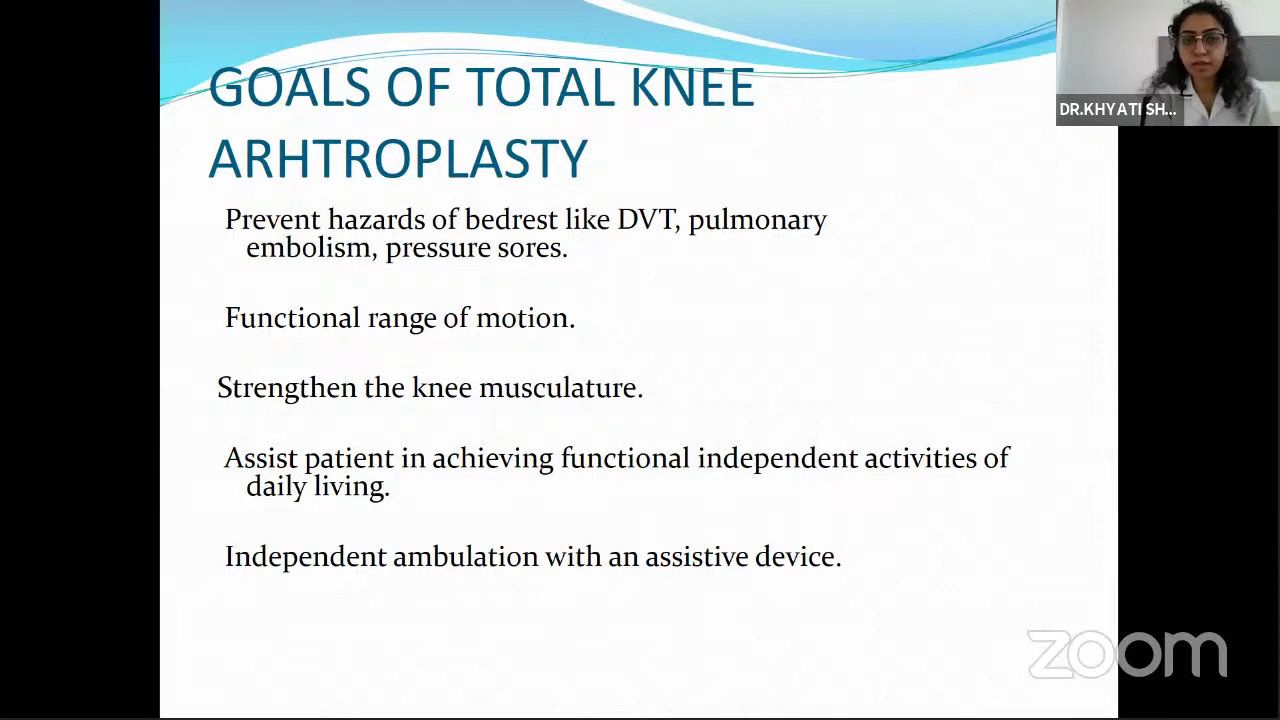 GOALS OF TOTAL KNEE
ARHTROPLASTY
Prevent hazards of bedrest like DVT, pulmonary
embolism, pressure sores.
Functional range of motion.
Strengthen the knee musculature.
Assist patient in achieving functional independent activities of
daily living.
Independent ambulation with an assistive device.
DR.KHYATI SH...
zoom